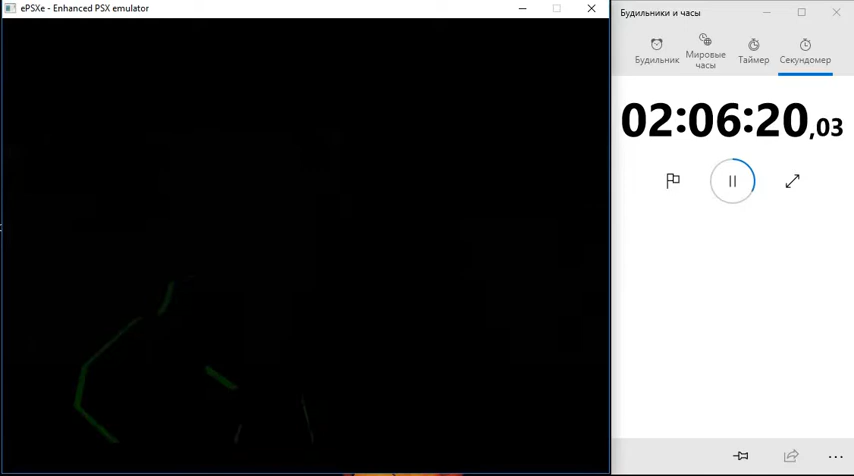 ePSXe - Enhanced PSX emulator
Будильники и часы
Будильник
Мировые часы
Таймер
Секундомер
02:06:20,03